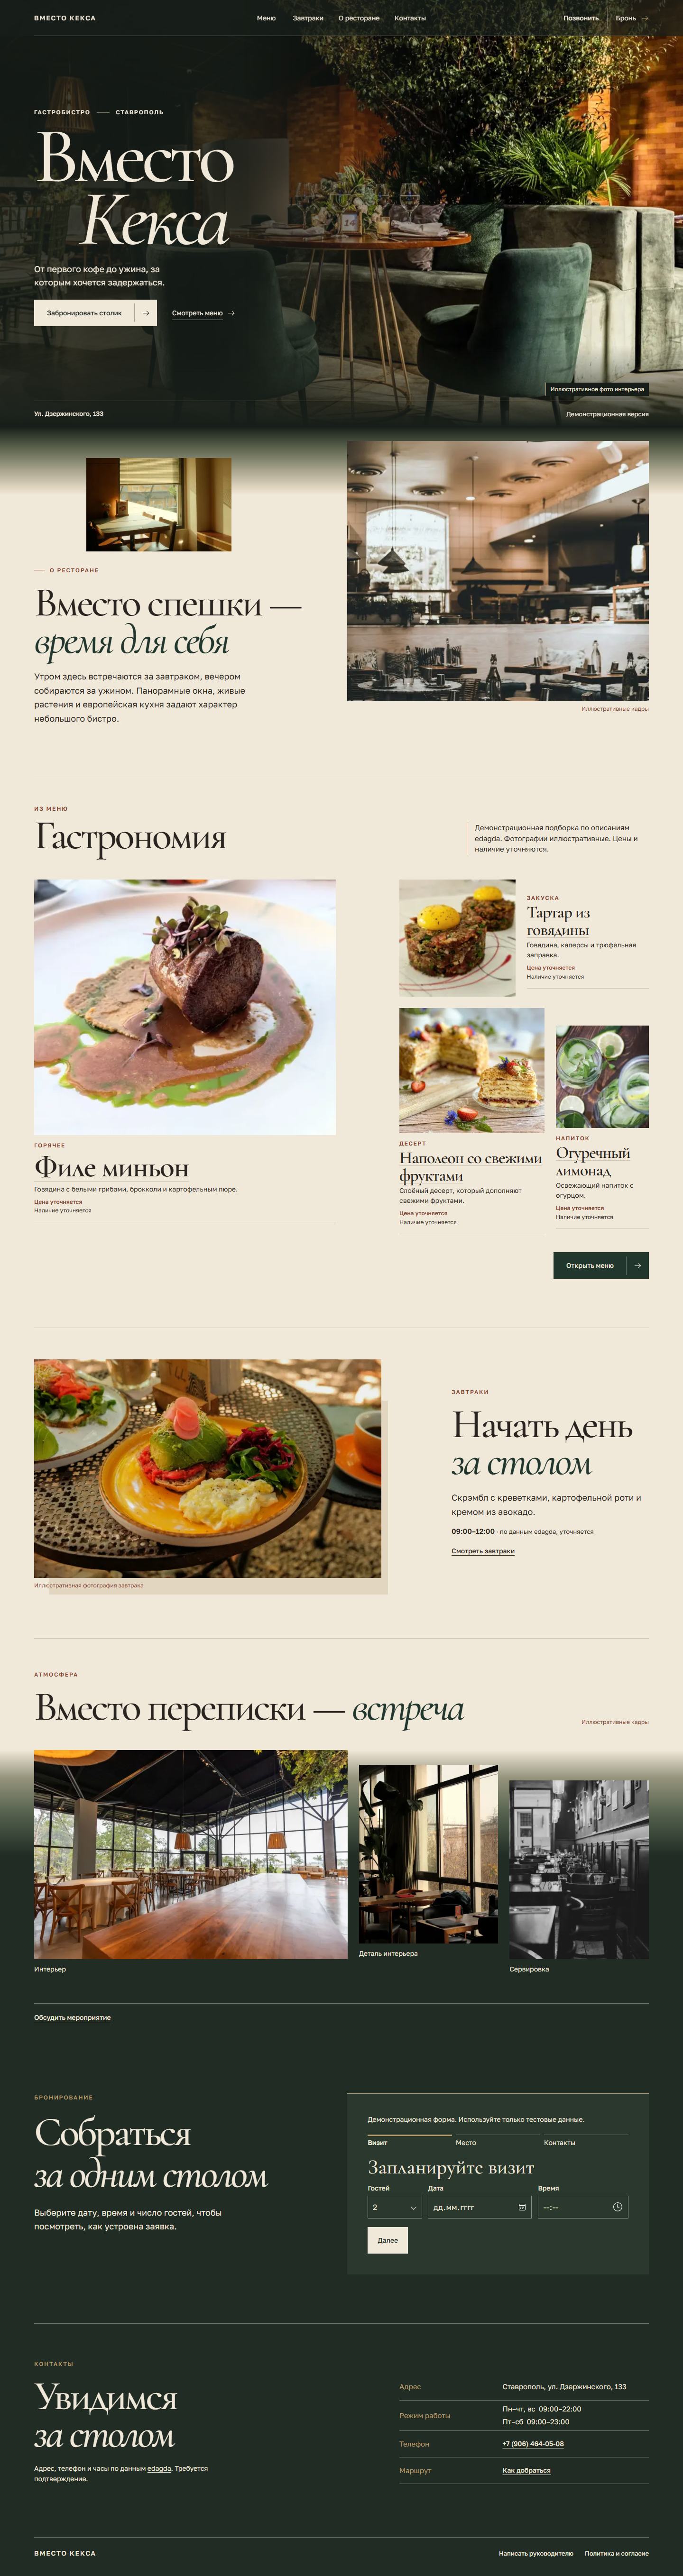 ВМЕСТО КЕКСА
Меню Завтраки О ресторане Контакты
Позвонить Бронь →
ГАСТРОБИСТРО — СТАВРОПОЛЬ
Вместо
Кекса
От первого кофе до ужина, за
которым хочется задержаться.
Забронировать столик →
Смотреть меню →
Иллюстративное фото интерьера
Ул. Дзержинского, 133
Демонстрационная версия
— О РЕСТОРАНЕ
Вместо спешки —
время для себя
Утром здесь встречаются за завтраком, вечером
собираются за ужином. Панорамные окна, живые
растения и европейская кухня задают характер
небольшого бистро.
Иллюстративные кадры
ИЗ МЕНЮ
Гастрономия
Демонстрационная подборка по описаниям
edagda. Фотографии иллюстративные. Цены и
наличие уточняются.
ГОРЯЧЕЕ
Филе миньон
Говядина с белыми грибами, брокколи и картофельным пюре.
Цена уточняется
Наличие уточняется
ЗАКУСКА
Тартар из
говядины
Говядина, каперсы и трюфельная
заправка.
Цена уточняется
Наличие уточняется
ДЕСЕРТ
Наполеон со свежими
фруктами
Слоёный десерт, который дополняют
свежими фруктами.
Цена уточняется
Наличие уточняется
НАПИТОК
Огуречный
лимонад
Освежающий напиток с
огурцом.
Цена уточняется
Наличие уточняется
Открыть меню →
Иллюстративная фотография завтрака
ЗАВТРАКИ
Начать день
за столом
Скрэмбл с креветками, картофельной роти и
кремом из авокадо.
09:00–12:00 · по данным edagda, уточняется
Смотреть завтраки
АТМОСФЕРА
Вместо переписки — встреча
Иллюстративные кадры
Интерьер
Деталь интерьера
Сервировка
Обсудить мероприятие
БРОНИРОВАНИЕ
Собраться
за одним столом
Выберите дату, время и число гостей, чтобы
посмотреть, как устроена заявка.
Демонстрационная форма. Используйте только тестовые данные.
Визит Место Контакты
Запланируйте визит
Гостей Дата Время
2 дд.мм.гггг --:--
Далее
КОНТАКТЫ
Увидимся
за столом
Адрес, телефон и часы по данным edagda. Требуется
подтверждение.
Адрес Ставрополь, ул. Дзержинского, 133
Режим работы Пн–чт, вс 09:00–22:00
Пт–сб 09:00–23:00
Телефон +7 (906) 464-05-08
Маршрут Как добраться
ВМЕСТО КЕКСА
Написать руководителю Политика и согласие